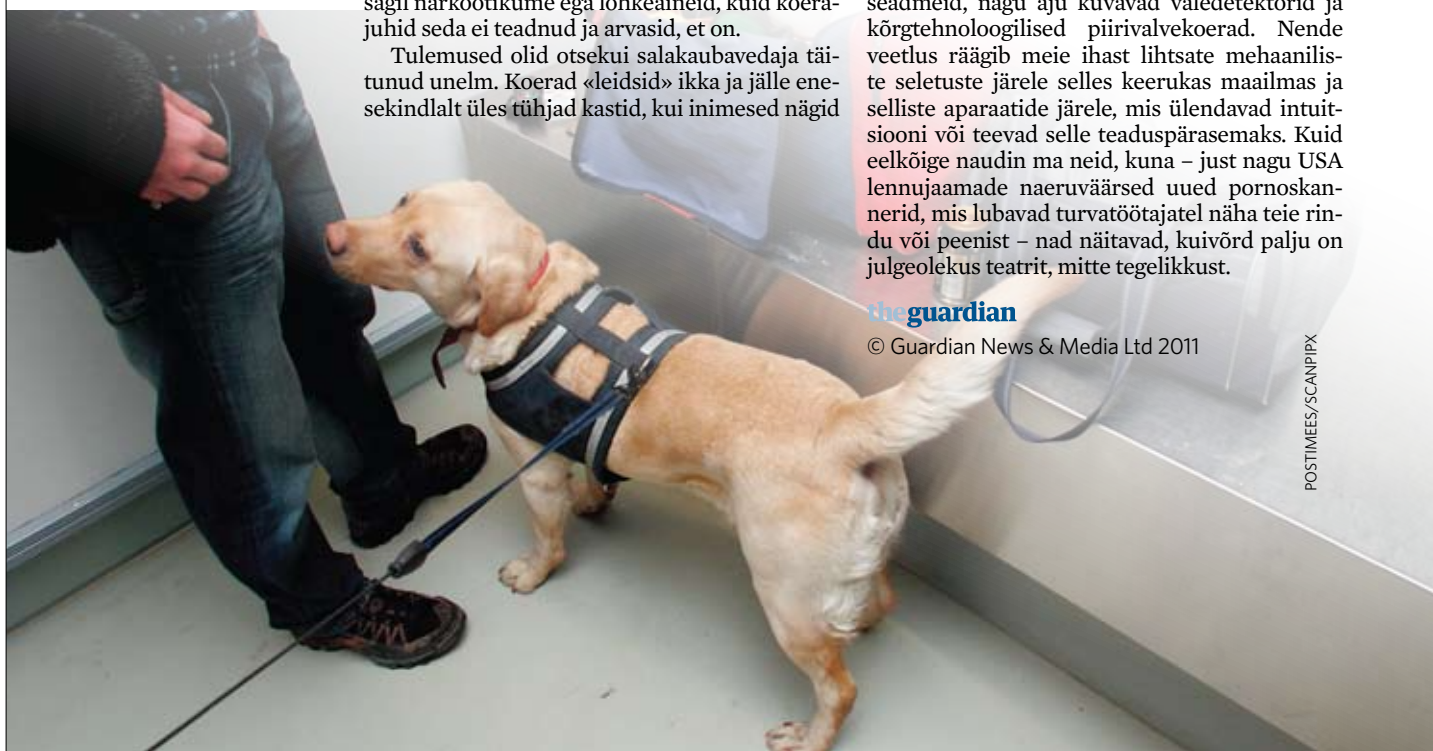 sagil narkootikume ega lõhkeaineid, kuid koera-
juhid seda ei teadnud ja arvasid, et on.
Tulemused olid otsekui salakaubavedaja täi-
tunud unelm. Koerad «leidsid» ikka ja jälle ene-
sekindlalt üles tühjad kastid, kui inimesed nägid
seadmeid, nagu aju kuvavad valedetektorid ja
kõrgtehnoloogilised piirivalvekoerad. Nende
veetlus räägib meie ihast lihtsate mehaanilis-
te seletuste järele selles keerukas maailmas ja
selliste aparaatide järele, mis ülendavad intuit-
siooni või teevad selle teaduspärasemaks. Kuid
eelkõige naudin ma neid, kuna – just nagu USA
lennujaamade naeruväärsed uued pornoskan-
nerid, mis lubavad turvatöötajatel näha teie rin-
du või peenist – nad näitavad, kuivõrd palju on
julgeolekus teatrit, mitte tegelikkust.
theguardian
© Guardian News & Media Ltd 2011
POSTIMEES/SCANPIPX